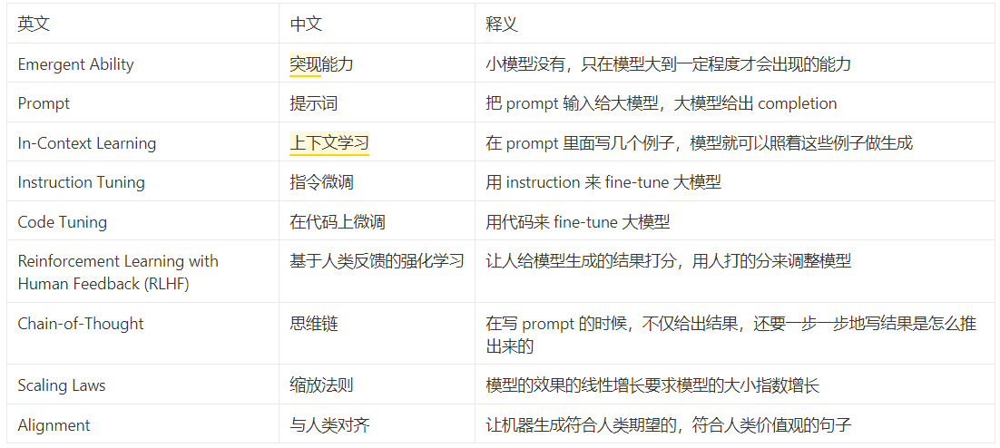 英文 中文 释义
Emergent Ability 突现能力 小模型没有，只在模型大到一定程度才会出现的能力
Prompt 提示词 把 prompt 输入给大模型，大模型给出 completion
In-Context Learning 上下文学习 在 prompt 里面写几个例子，模型就可以照着这些例子做生成
Instruction Tuning 指令微调 用 instruction 来 fine-tune 大模型
Code Tuning 在代码上微调 用代码来 fine-tune 大模型
Reinforcement Learning with
Human Feedback (RLHF)
基于人类反馈的强化学习
让人给模型生成的结果打分，用人打的分来调整模型
Chain-of-Thought 思维链 在写 prompt 的时候，不仅给出结果，还要一步一步地写结果是怎么推
出来的
Scaling Laws 缩放法则 模型的效果的线性增长要求模型的大小指数增长
Alignment 与人类对齐 让机器生成符合人类期望的，符合人类价值观的句子